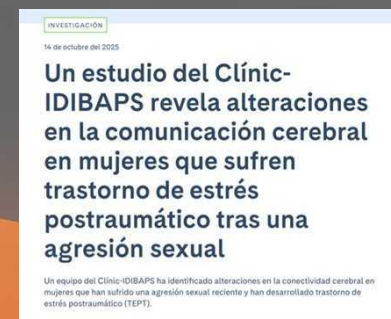 INVESTIGACIÓN
14 de octubre del 2025
Un estudio del Clínic-
IDIBAPS revela alteraciones
en la comunicación cerebral
en mujeres que sufren
trastorno de estrés
postraumático tras una
agresión sexual
Un equipo del Clínic-IDIBAPS ha identificado alteraciones en la conectividad cerebral en
mujeres que han sufrido una agresión sexual reciente y han desarrollado trastorno de
estrés postraumático (TEPT).